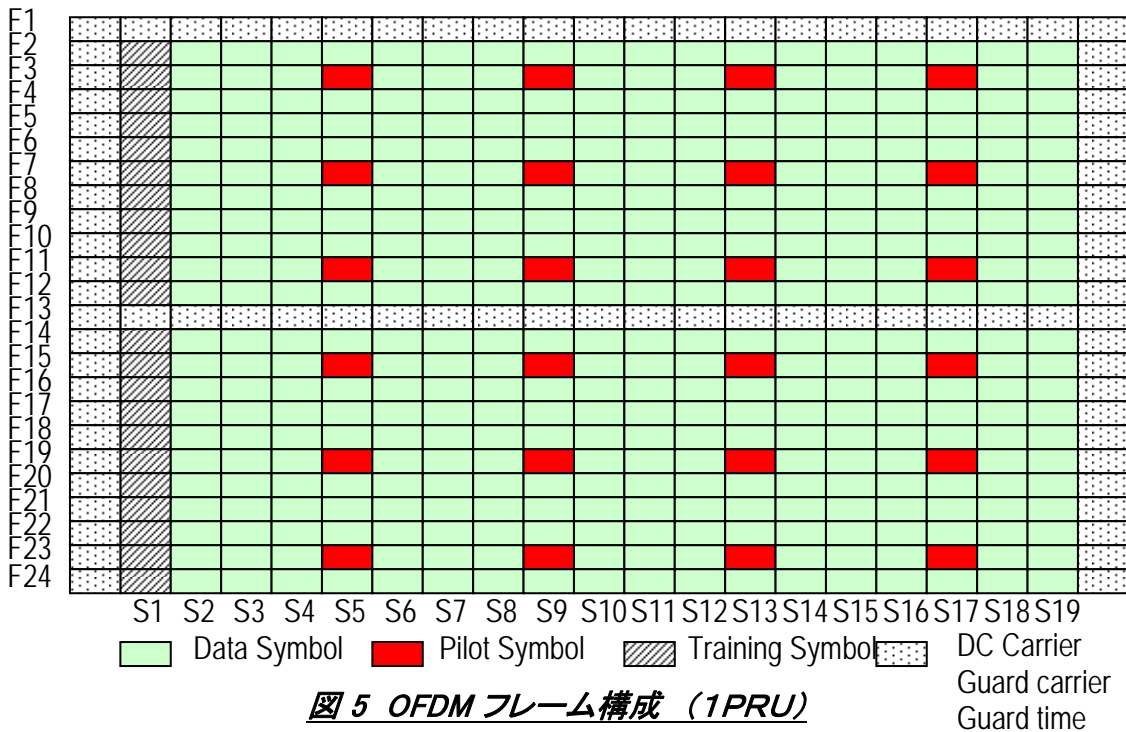 F1
F2
F3
F4
F5
F6
F7
F8
F9
F10
F11
F12
F13
F14
F15
F16
F17
F18
F19
F20
F21
F22
F23
F24
S1 S2 S3 S4 S5 S6 S7 S8 S9 S10 S11 S12 S13 S14 S15 S16 S17 S18 S19
Data Symbol Pilot Symbol Training Symbol DC Carrier
Guard carrier
Guard time
図 5 OFDM フレーム構成 (1PRU)